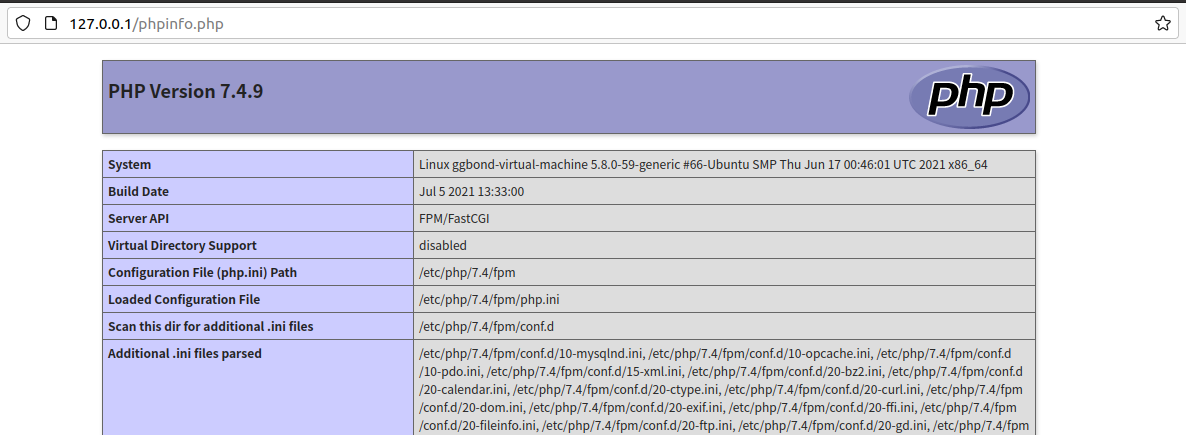 127.0.0.1/phpinfo.php
PHP Version 7.4.9
php
System Linux ggbond-virtual-machine 5.8.0-59-generic #66-Ubuntu SMP Thu Jun 17 00:46:01 UTC 2021 x86_64
Build Date Jul 5 2021 13:33:00
Server API FPM/FastCGI
Virtual Directory Support disabled
Configuration File (php.ini) Path /etc/php/7.4/fpm
Loaded Configuration File /etc/php/7.4/fpm/php.ini
Scan this dir for additional .ini files /etc/php/7.4/fpm/conf.d
Additional .ini files parsed /etc/php/7.4/fpm/conf.d/10-mysqlnd.ini, /etc/php/7.4/fpm/conf.d/10-opcache.ini, /etc/php/7.4/fpm/conf.d
/10-pdo.ini, /etc/php/7.4/fpm/conf.d/15-xml.ini, /etc/php/7.4/fpm/conf.d/20-bz2.ini, /etc/php/7.4/fpm/conf.d
/20-calendar.ini, /etc/php/7.4/fpm/conf.d/20-ctype.ini, /etc/php/7.4/fpm/conf.d/20-curl.ini, /etc/php/7.4/fpm
/conf.d/20-dom.ini, /etc/php/7.4/fpm/conf.d/20-exif.ini, /etc/php/7.4/fpm/conf.d/20-ffi.ini, /etc/php/7.4/fpm
/conf.d/20-fileinfo.ini, /etc/php/7.4/fpm/conf.d/20-ftp.ini, /etc/php/7.4/fpm/conf.d/20-gd.ini, /etc/php/7.4/fpm